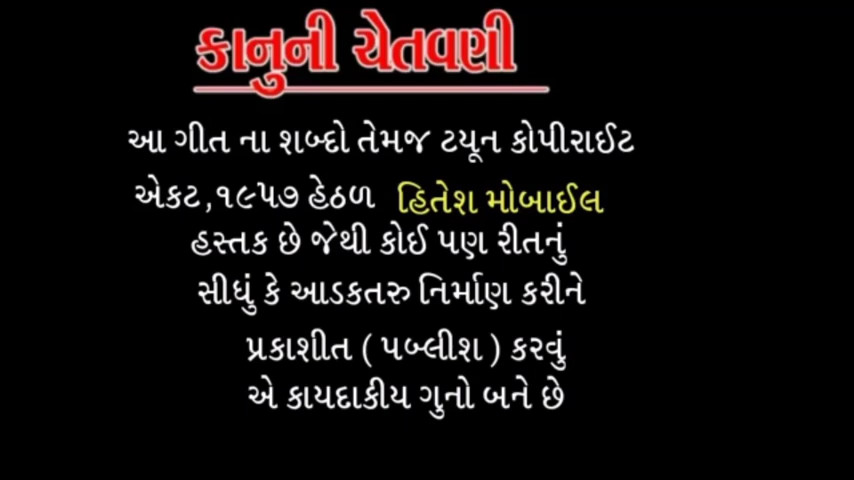 કાનુની ચેતવણી
આ ગીત ના શબ્દો તેમજ ટયૂન કોપીરાઈટ
એકટ,૧૯૫૭ હેઠળ હિતેશ મોબાઈલ
હસ્તક છે જેથી કોઈ પણ રીતનું
સીધું કે આડકતરુ નિર્માણ કરીને
પ્રકાશીત ( પબ્લીશ ) કરવું
એ કાયદાકીય ગુનો બને છે